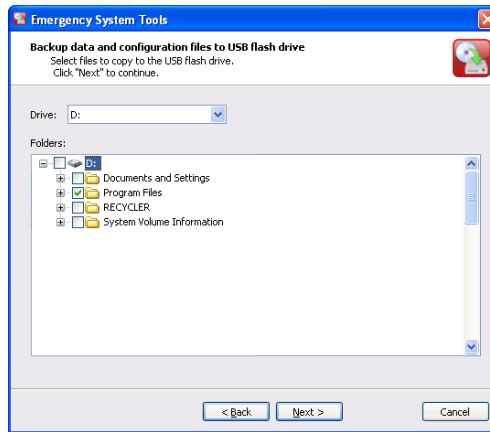 Emergency System Tools
Backup data and configuration files to USB flash drive
Select files to copy to the USB flash drive.
Click "Next" to continue.
Drive: D:
Folders:
D:
Documents and Settings
Program Files
RECYCLER
System Volume Information
< Back Next > Cancel